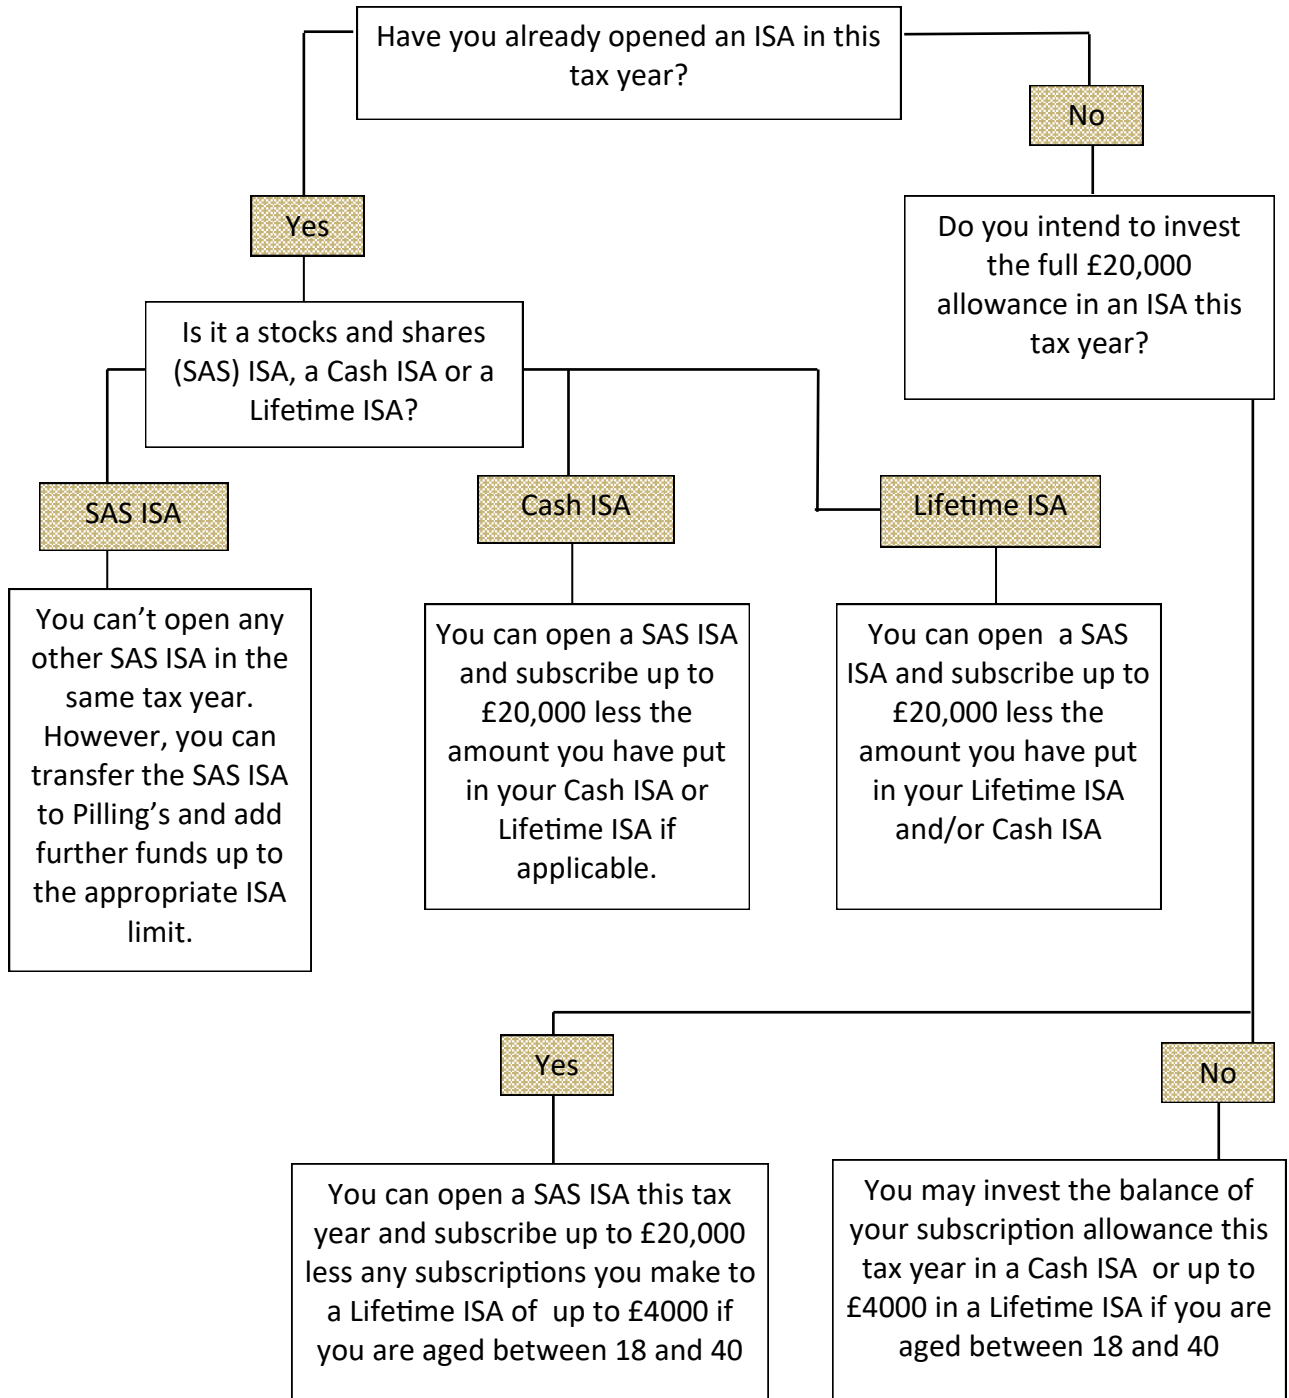 Have you already opened an ISA in this
tax year?
No
Yes
Do you intend to invest
the full £20,000
allowance in an ISA this
tax year?
Is it a stocks and shares
(SAS) ISA, a Cash ISA or a
Lifetime ISA?
SAS ISA
Cash ISA
Lifetime ISA
You can’t open any
other SAS ISA in the
same tax year.
However, you can
transfer the SAS ISA
to Pilling’s and add
further funds up to
the appropriate ISA
limit.
You can open a SAS ISA
and subscribe up to
£20,000 less the
amount you have put
in your Cash ISA or
Lifetime ISA if
applicable.
You can open  a SAS
ISA and subscribe up to
£20,000 less the
amount you have put
in your Lifetime ISA
and/or Cash ISA
Yes
No
You can open a SAS ISA this tax
year and subscribe up to £20,000
less any subscriptions you make to
a Lifetime ISA of  up to £4000 if
you are aged between 18 and 40
You may invest the balance of
your subscription allowance this
tax year in a Cash ISA  or up to
£4000 in a Lifetime ISA if you are
aged between 18 and 40